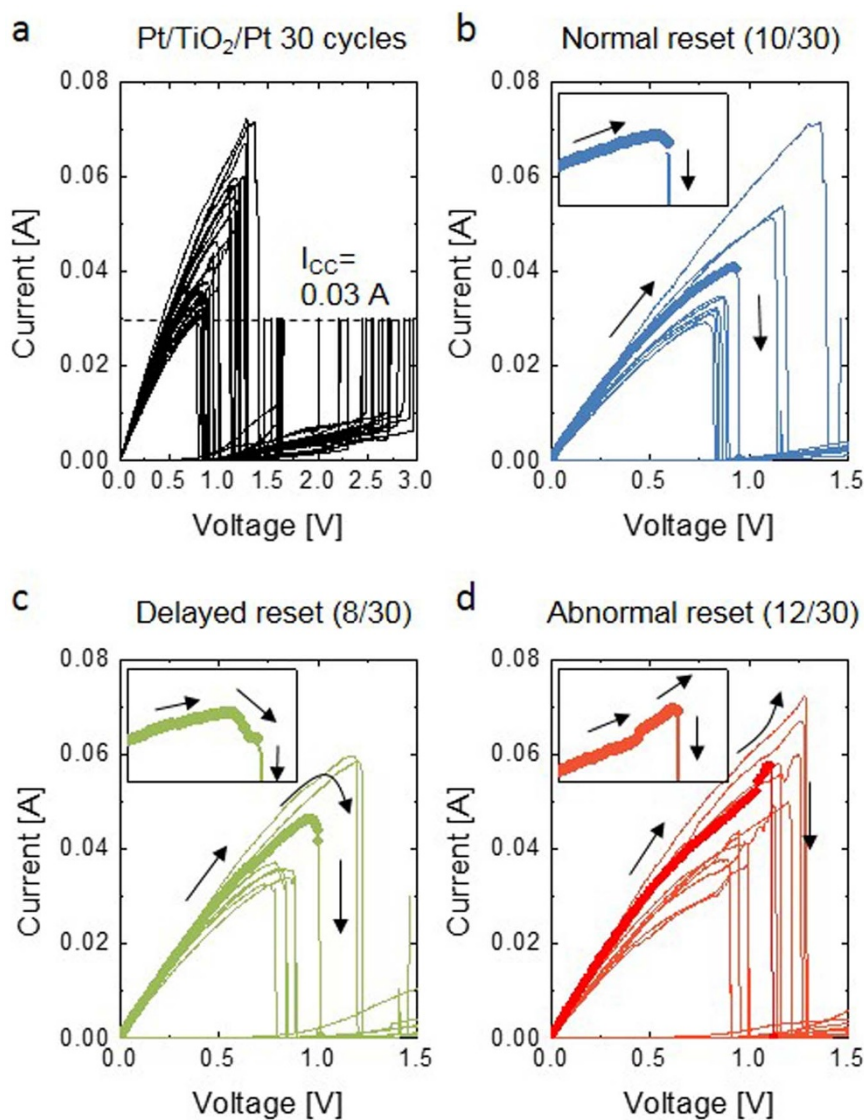 a
Pt/TiO₂/Pt 30 cycles
0.08
0.06
0.04
0.02
0.00
Current [A]
I_CC=
0.03 A
0.0 0.5 1.0 1.5 2.0 2.5 3.0
Voltage [V]
b
Normal reset (10/30)
0.08
0.06
0.04
0.02
0.00
Current [A]
0.0 0.5 1.0 1.5
Voltage [V]
c
Delayed reset (8/30)
0.08
0.06
0.04
0.02
0.00
Current [A]
0.0 0.5 1.0 1.5
Voltage [V]
d
Abnormal reset (12/30)
0.08
0.06
0.04
0.02
0.00
Current [A]
0.0 0.5 1.0 1.5
Voltage [V]